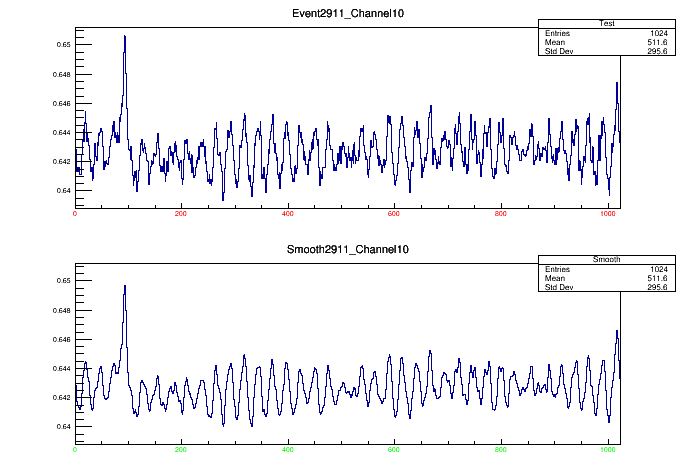 Event2911_Channel10
Test
Entries 1024
Mean 511.6
Std Dev 295.6
0.65
0.648
0.646
0.644
0.642
0.64
0 200 400 600 800 1000
Smooth2911_Channel10
Smooth
Entries 1024
Mean 511.6
Std Dev 295.6
0.65
0.648
0.646
0.644
0.642
0.64
0 200 400 600 800 1000